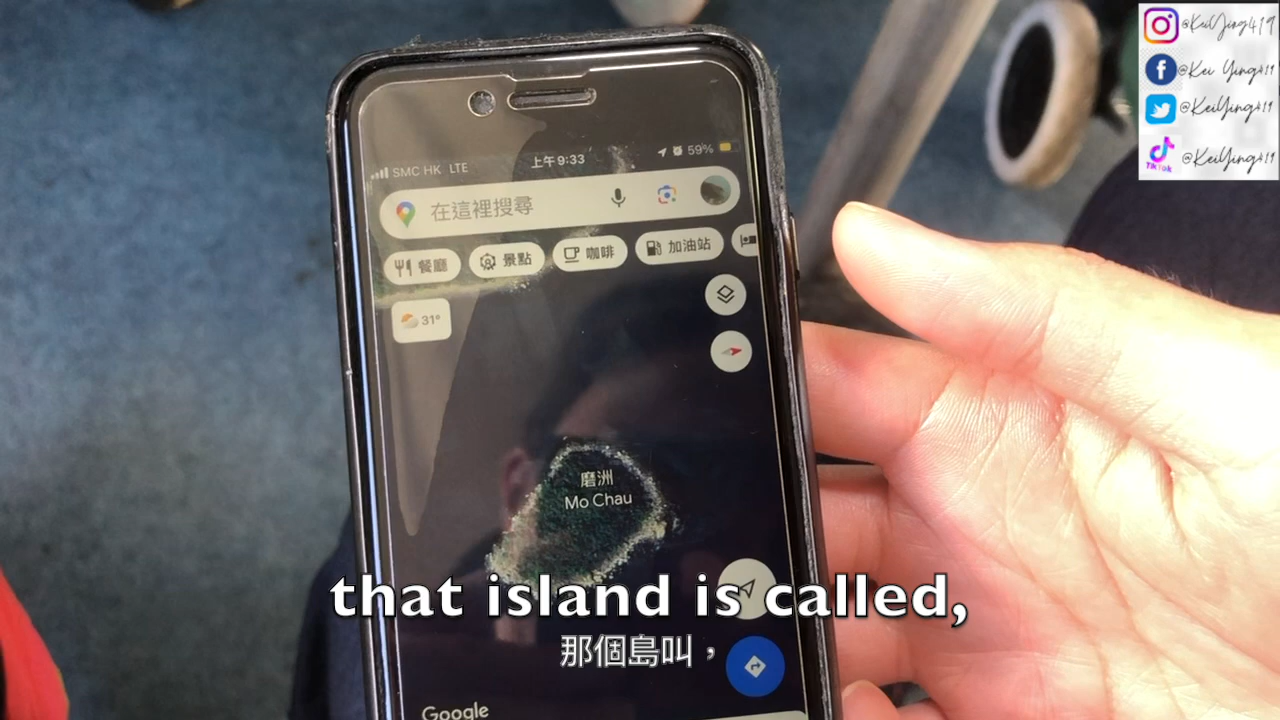 SMC HK LTE
上午9:33
59%
在這裡搜尋
餐廳
景點
咖啡
加油站
31°
磨洲
Mo Chau
that island is called,
那個島叫，
Google
@KeiYing419
@Kei Ying419
@KeiYing419
TikTok
@KeiYing419